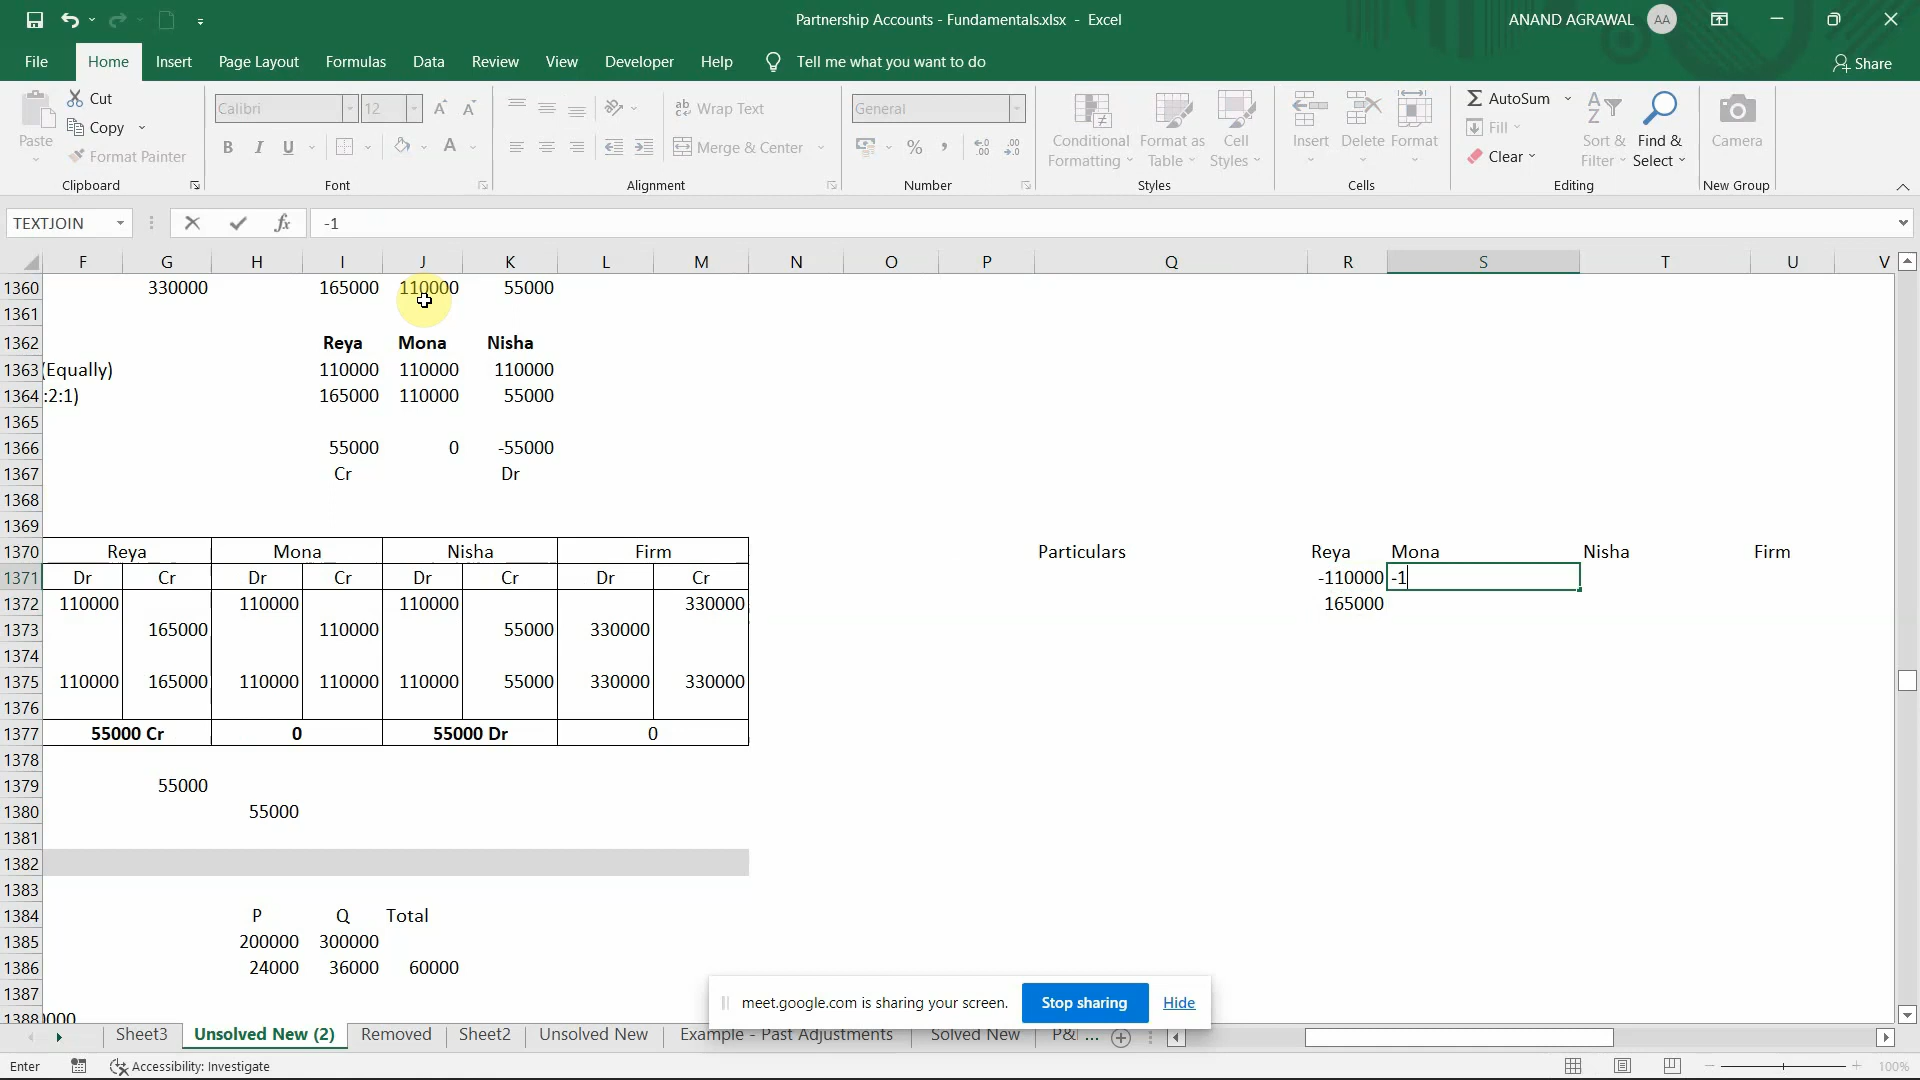 Partnership Accounts - Fundamentals.xlsx - Excel
ANAND AGRAWAL AA
File Home Insert Page Layout Formulas Data Review View Developer Help Tell me what you want to do Share
Paste Cut Copy Format Painter Clipboard
Calibri 12 A A B I U A Font
ab Wrap Text Merge & Center Alignment
General % , Number
Conditional Formatting Format as Table Cell Styles Styles
Insert Delete Format Cells
AutoSum Fill Clear Sort & Filter Find & Select Editing
Camera New Group
TEXTJOIN fx -1
F G H I J K L M N O P Q R S T U V
1360 330000 165000 110000 55000
1361
1362 Reya Mona Nisha
1363 (Equally) 110000 110000 110000
1364 :2:1) 165000 110000 55000
1365
1366 55000 0 -55000
1367 Cr Dr
1368
1369
1370 Reya Mona Nisha Firm Particulars Reya Mona Nisha Firm
1371 Dr Cr Dr Cr Dr Cr Dr Cr -110000 -1
1372 110000 110000 110000 330000 165000
1373 165000 110000 55000 330000
1374
1375 110000 165000 110000 110000 110000 55000 330000 330000
1376
1377 55000 Cr 0 55000 Dr 0
1378
1379 55000
1380 55000
1381
1382
1383
1384 P Q Total
1385 200000 300000
1386 24000 36000 60000
1387
1388
meet.google.com is sharing your screen. Stop sharing Hide
Sheet3 Unsolved New (2) Removed Sheet2 Unsolved New Example - Past Adjustments Solved New P& ...
Enter Accessibility: Investigate 100%